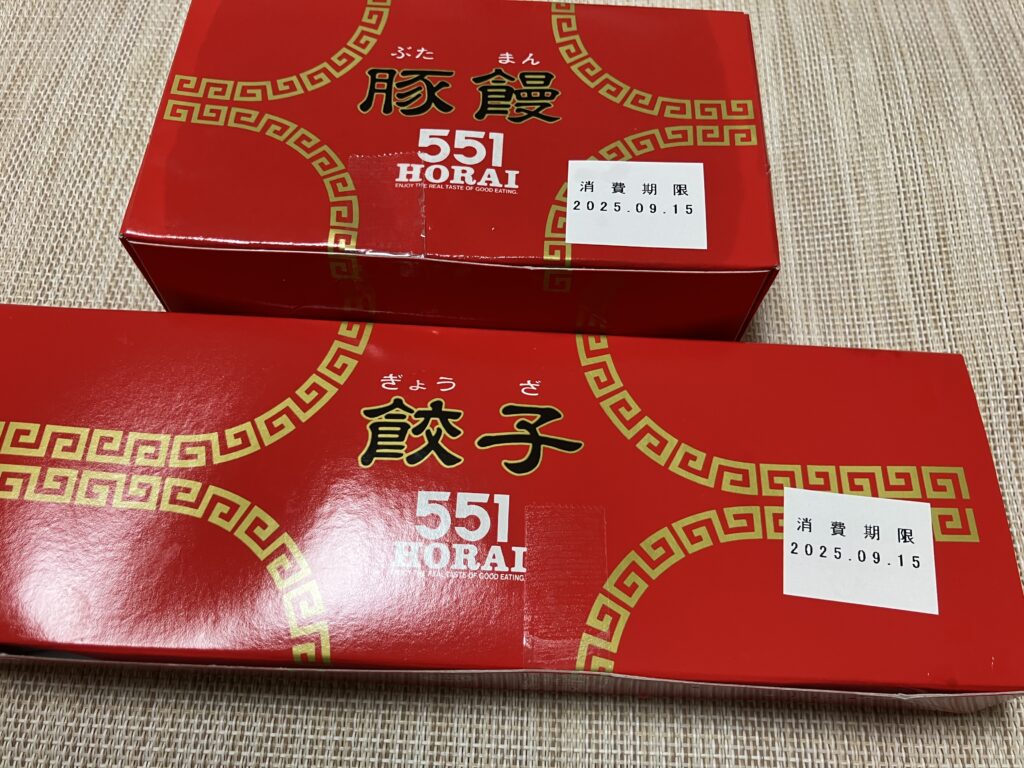 ぶた まん
豚饅
551
HORAI
ENJOY THE REAL TASTE OF GOOD EATING.
消費期限
2025.09.15
ぎょう ざ
餃子
551
HORAI
ENJOY THE REAL TASTE OF GOOD EATING.
消費期限
2025.09.15